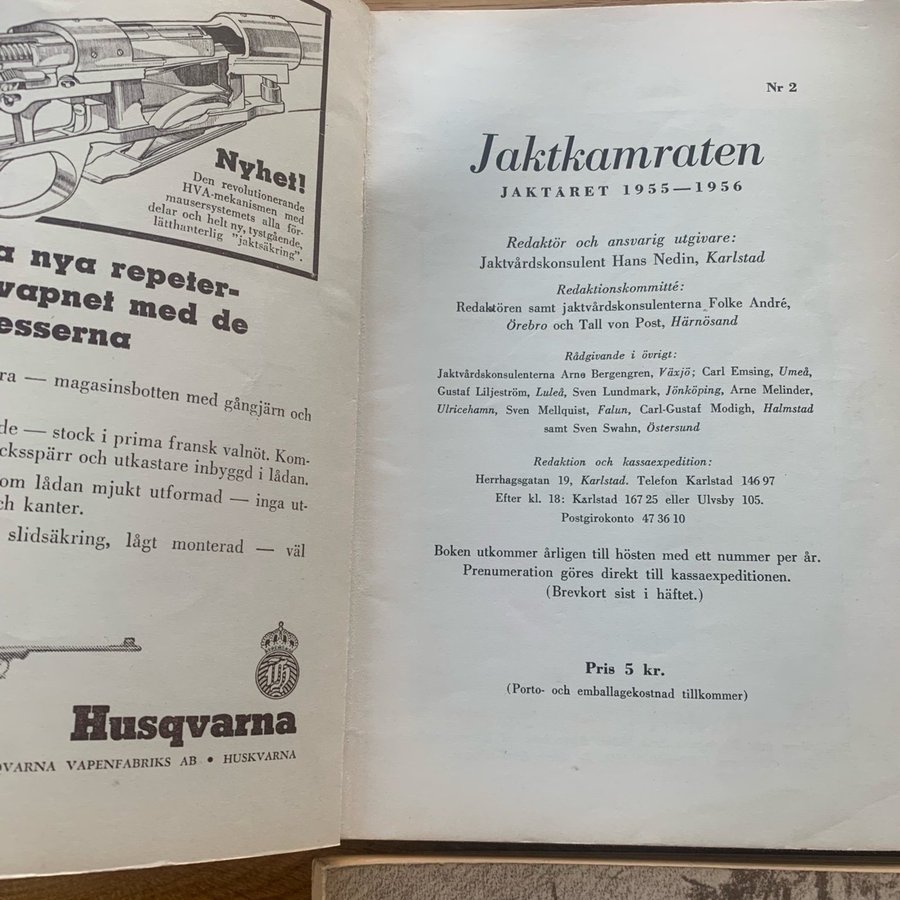 Nyhet!
Den revolutionerande
HVA-mekanismen med
mausersystemets alla för-
delar och helt ny, tystgående,
lätthanterlig "jaktsäkring".
nya repeter-
vapnet med de
— magasinsbotten med gångjärn och
— stock i prima fransk valnöt. Kom-
och utkastare inbyggd i lådan.
om lådan mjukt utformad — inga ut-
kanter.
slidsäkring, lågt monterad — väl
Husqvarna
VAPENFABRIKS AB • HUSKVARNA
Nr 2
Jaktkamraten
JAKTÅRET 1955—1956
Redaktör och ansvarig utgivare:
Jaktvårdskonsulent Hans Nedin, Karlstad
Redaktionskommitté:
Redaktören samt jaktvårdskonsulenterna Folke André,
Örebro och Tall von Post, Härnösand
Rådgivande i övrigt:
Jaktvårdskonsulenterna Arne Bergengren, Växjö; Carl Emsing, Umeå,
Gustaf Liljeström, Luleå, Sven Lundmark, Jönköping, Arne Melinder,
Ulricehamn, Sven Mellquist, Falun, Carl-Gustaf Modigh, Halmstad
samt Sven Swahn, Östersund
Redaktion och kassaexpedition:
Herrhagsgatan 19, Karlstad. Telefon Karlstad 146 97
Efter kl. 18: Karlstad 167 25 eller Ulvsby 105.
Postgirokonto 47 36 10
Boken utkommer årligen till hösten med ett nummer per år.
Prenumeration göres direkt till kassaexpeditionen.
(Brevkort sist i häftet.)
Pris 5 kr.
(Porto- och emballagekostnad tillkommer)